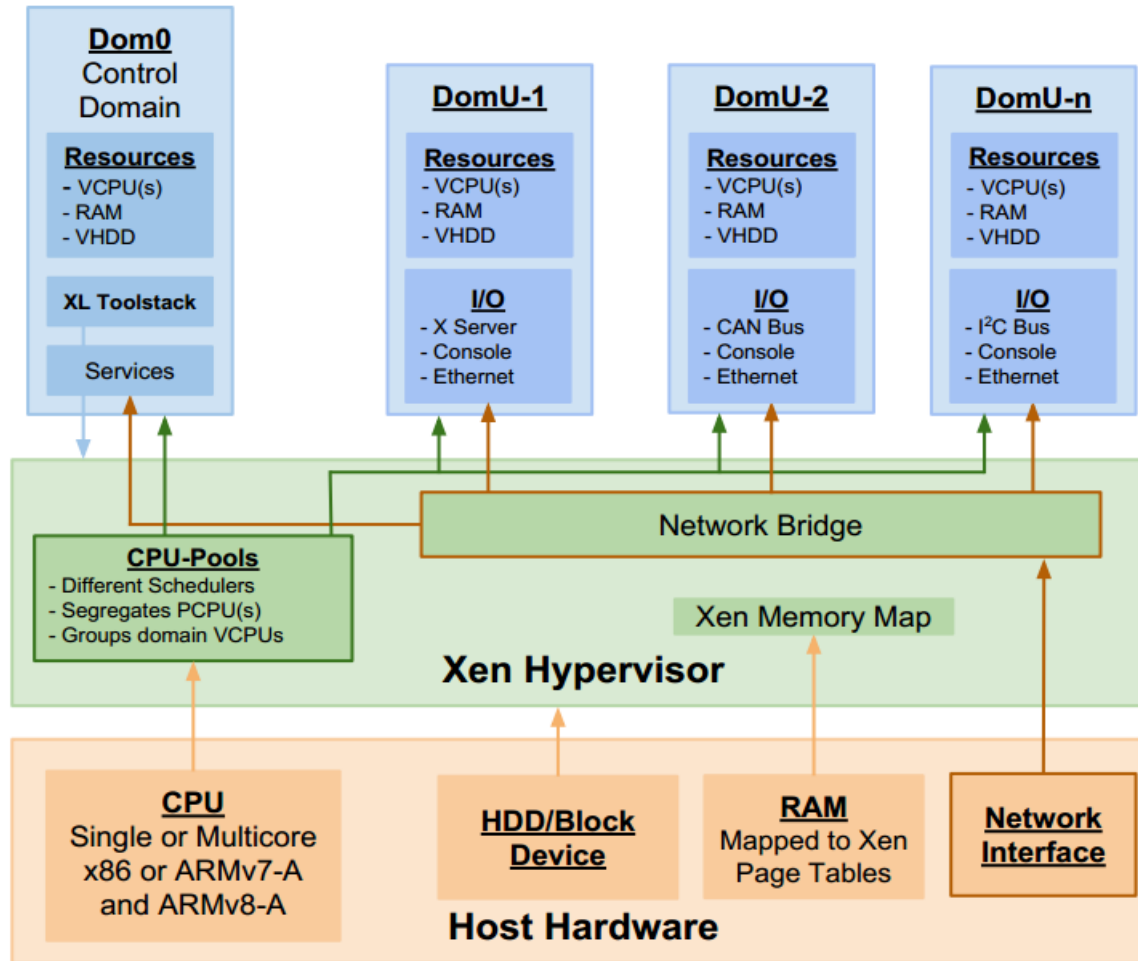 Dom0
Control
Domain
Resources
- VCPU(s)
- RAM
- VHDD
XL Toolstack
Services
DomU-1
Resources
- VCPU(s)
- RAM
- VHDD
I/O
- X Server
- Console
- Ethernet
DomU-2
Resources
- VCPU(s)
- RAM
- VHDD
I/O
- CAN Bus
- Console
- Ethernet
DomU-n
Resources
- VCPU(s)
- RAM
- VHDD
I/O
- I²C Bus
- Console
- Ethernet
Network Bridge
CPU-Pools
- Different Schedulers
- Segregates PCPU(s)
- Groups domain VCPUs
Xen Memory Map
Xen Hypervisor
CPU
Single or Multicore
x86 or ARMv7-A
and ARMv8-A
HDD/Block
Device
RAM
Mapped to Xen
Page Tables
Network
Interface
Host Hardware